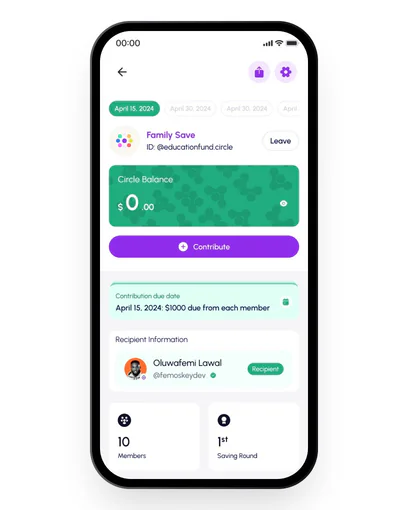 00:00
April 15, 2024
April 30, 2024
April 30, 2024
April
Family Save
ID: @educationfund.circle
Leave
Circle Balance
$ 0 .00
Contribute
Contribution due date
April 15, 2024: $1000 due from each member
Recipient Information
Oluwafemi Lawal
@femoskeydev
Recipient
10
Members
1st
Saving Round